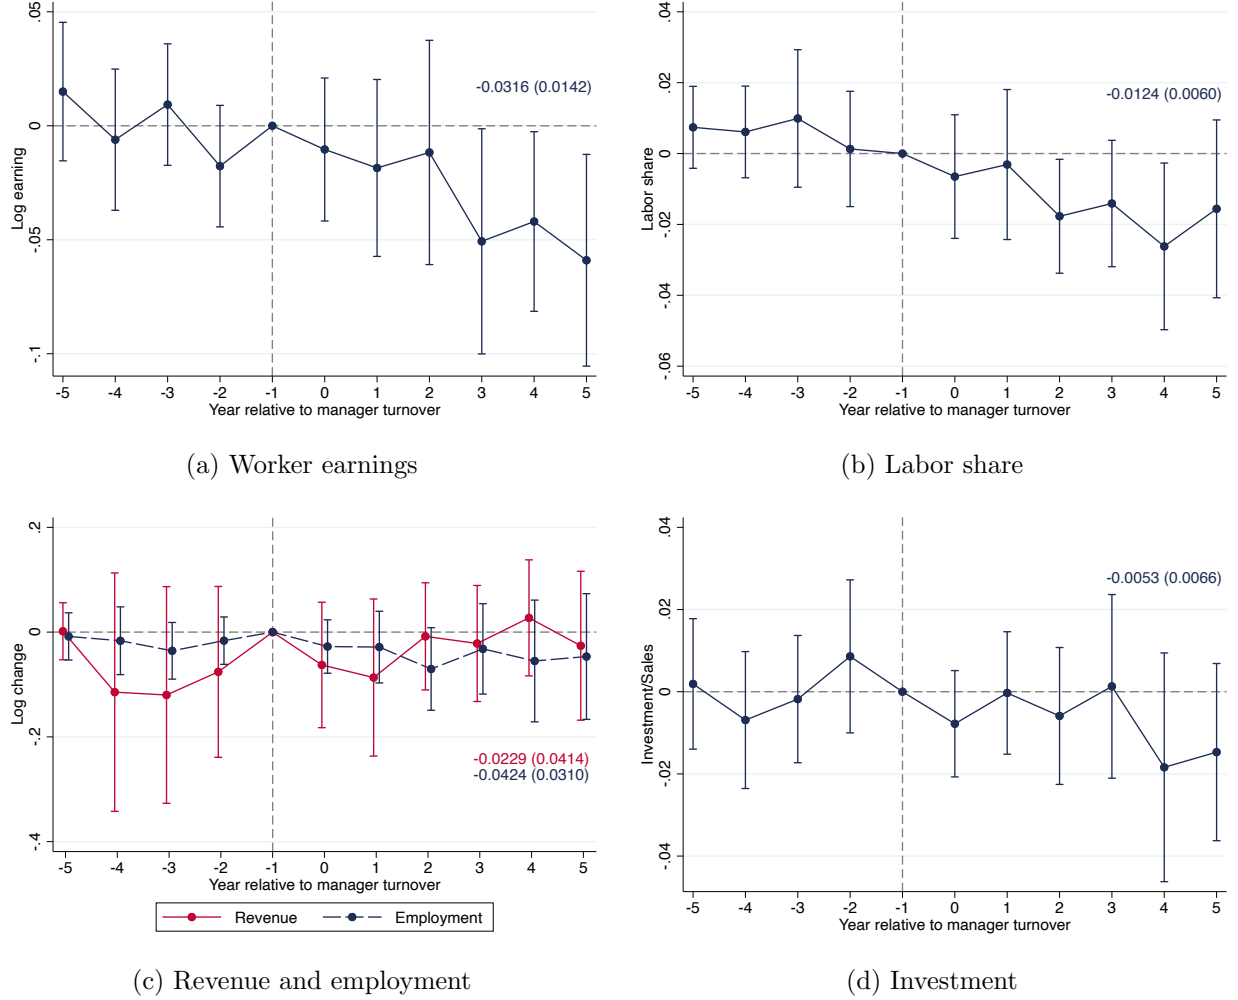 .05
0
-.05
-.1
Log earning
-0.0316 (0.0142)
-5 -4 -3 -2 -1 0 1 2 3 4 5
Year relative to manager turnover
(a) Worker earnings
.04
.02
0
-.02
-.04
-.06
Labor share
-0.0124 (0.0060)
-5 -4 -3 -2 -1 0 1 2 3 4 5
Year relative to manager turnover
(b) Labor share
.2
0
-.2
-.4
Log change
-0.0229 (0.0414)
-0.0424 (0.0310)
-5 -4 -3 -2 -1 0 1 2 3 4 5
Year relative to manager turnover
Revenue Employment
(c) Revenue and employment
.04
.02
0
-.02
-.04
Investment/Sales
-0.0053 (0.0066)
-5 -4 -3 -2 -1 0 1 2 3 4 5
Year relative to manager turnover
(d) Investment